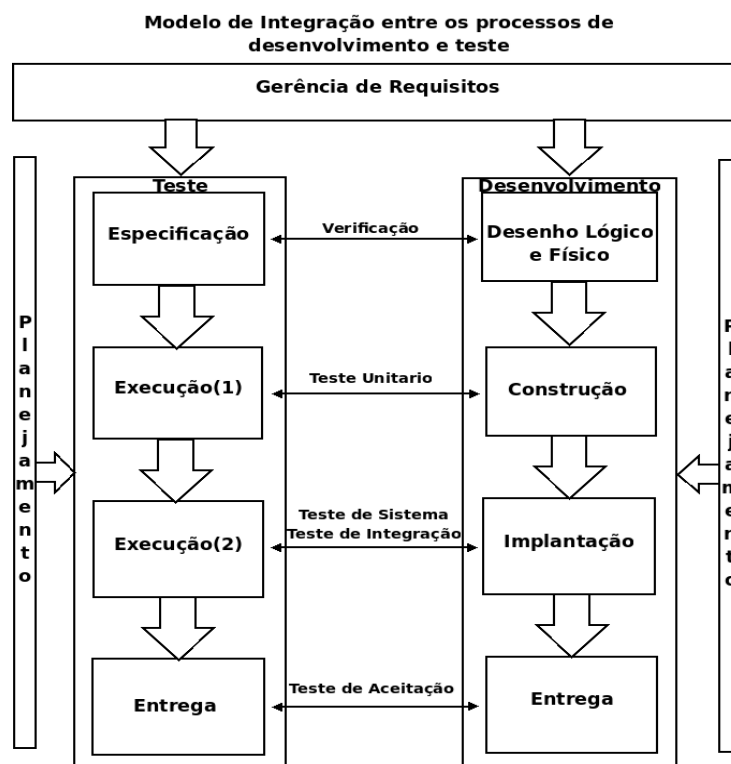 Modelo de Integração entre os processos de
desenvolvimento e teste
Gerência de Requisitos
Teste
Desenvolvimento
Especificação
Verificação
Desenho Lógico
e Físico
Execução(1)
Teste Unitario
Construção
Execução(2)
Teste de Sistema
Teste de Integração
Implantação
Entrega
Teste de Aceitação
Entrega
Planejamento
Planejamento